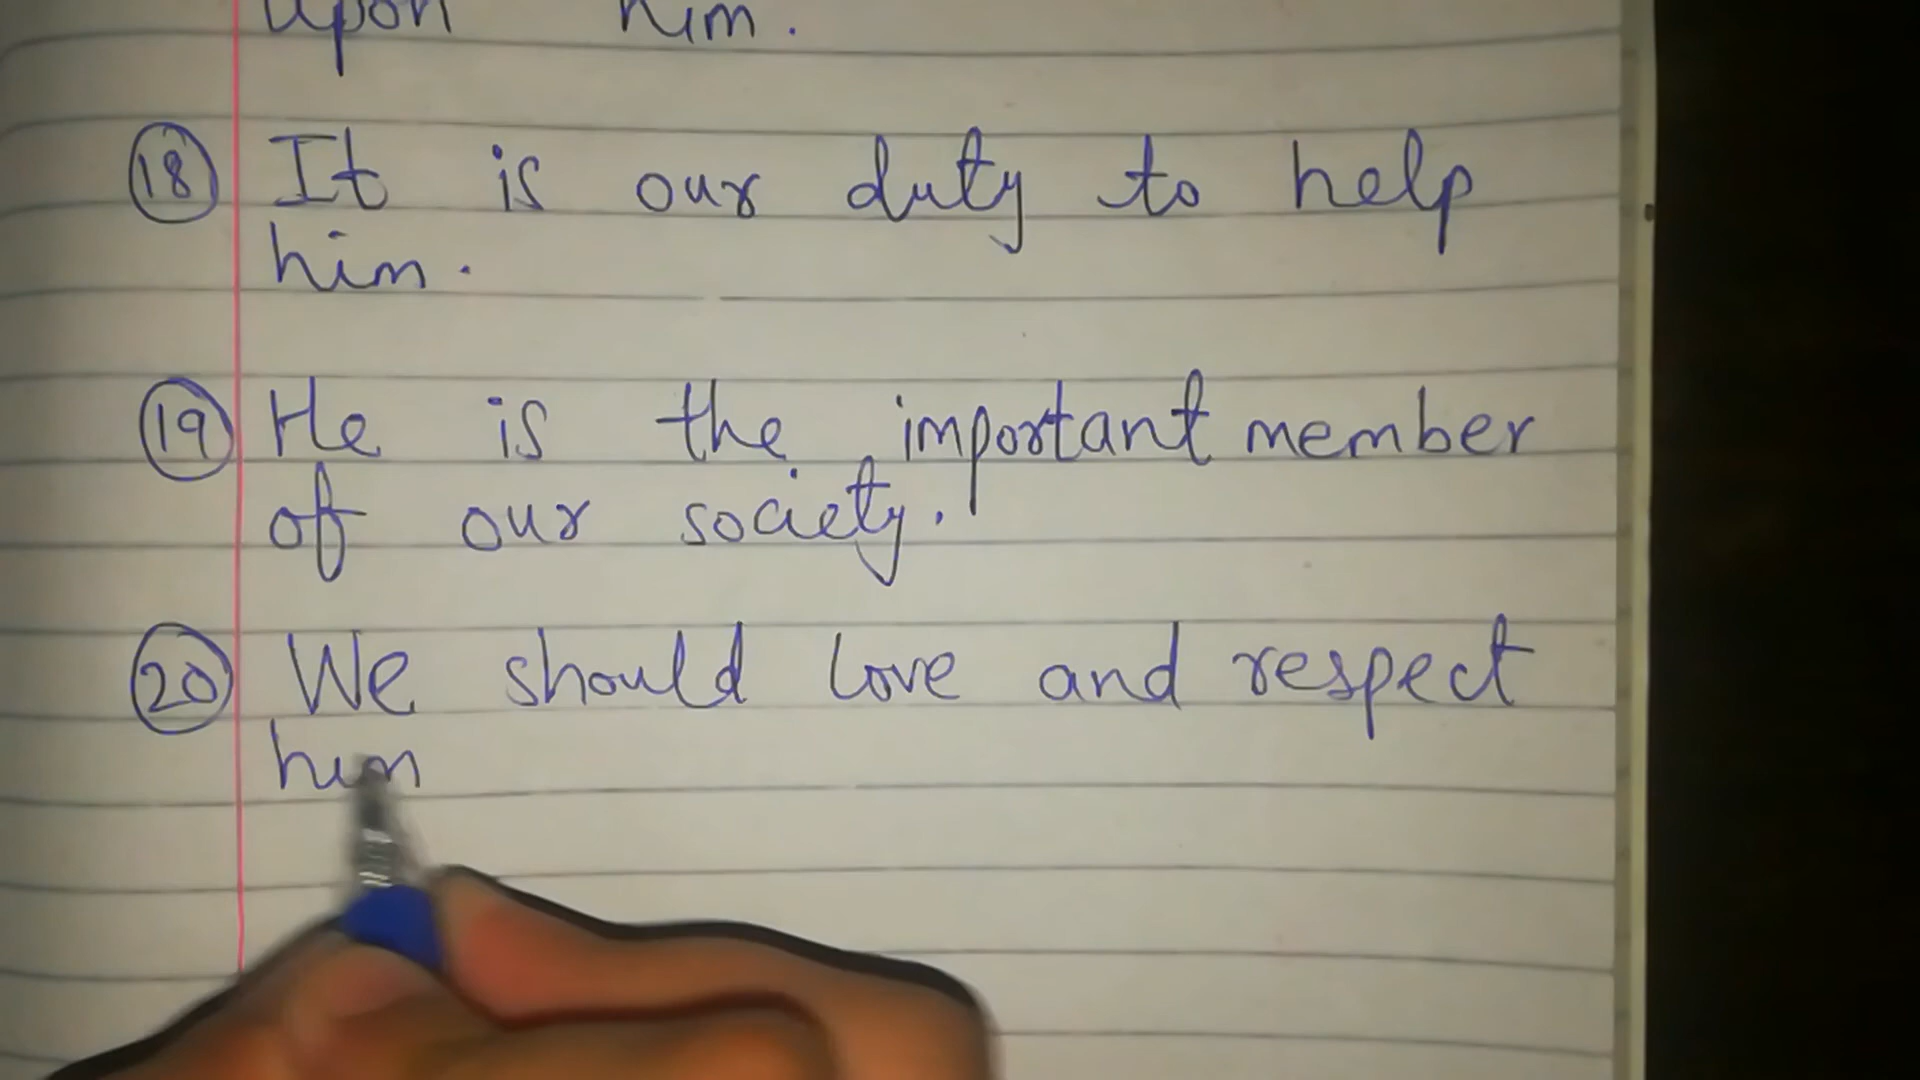 upon him.
18 It is our duty to help
him.
19 He is the important member
of our society.
20 We should love and respect
him